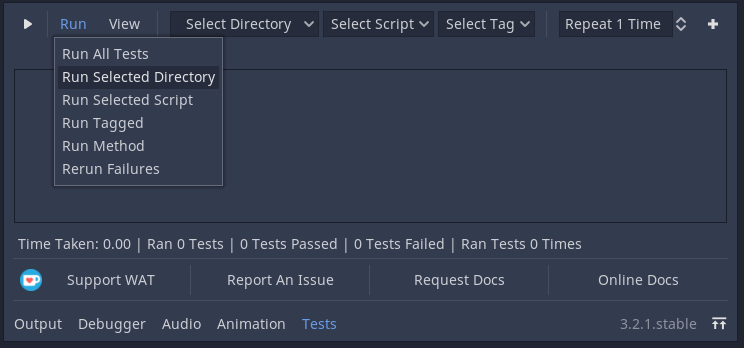 Run View Select Directory Select Script Select Tag Repeat 1 Time
Run All Tests
Run Selected Directory
Run Selected Script
Run Tagged
Run Method
Rerun Failures
Time Taken: 0.00 | Ran 0 Tests | 0 Tests Passed | 0 Tests Failed | Ran Tests 0 Times
Support WAT Report An Issue Request Docs Online Docs
Output Debugger Audio Animation Tests 3.2.1.stable